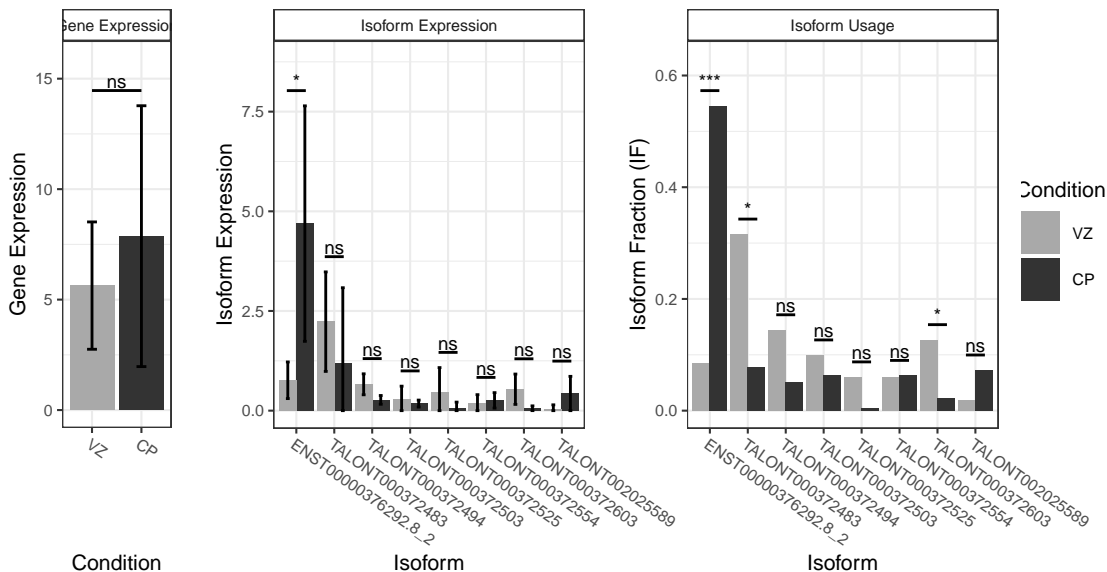 Gene Expression
Gene Expression
15
10
5
0
ns
VZ
CP
Condition
Isoform Expression
Isoform Expression
7.5
5.0
2.5
0.0
*
ns
ns
ns
ns
ns
ns
ns
ENST00000376292.8_2
TALONT000372483
TALONT000372494
TALONT000372503
TALONT000372525
TALONT000372554
TALONT000372603
TALONT002025589
Isoform
Isoform Usage
Isoform Fraction (IF)
0.6
0.4
0.2
0.0
***
*
ns
ns
ns
ns
*
ns
ENST00000376292.8_2
TALONT000372483
TALONT000372494
TALONT000372503
TALONT000372525
TALONT000372554
TALONT000372603
TALONT002025589
Isoform
Condition
VZ
CP